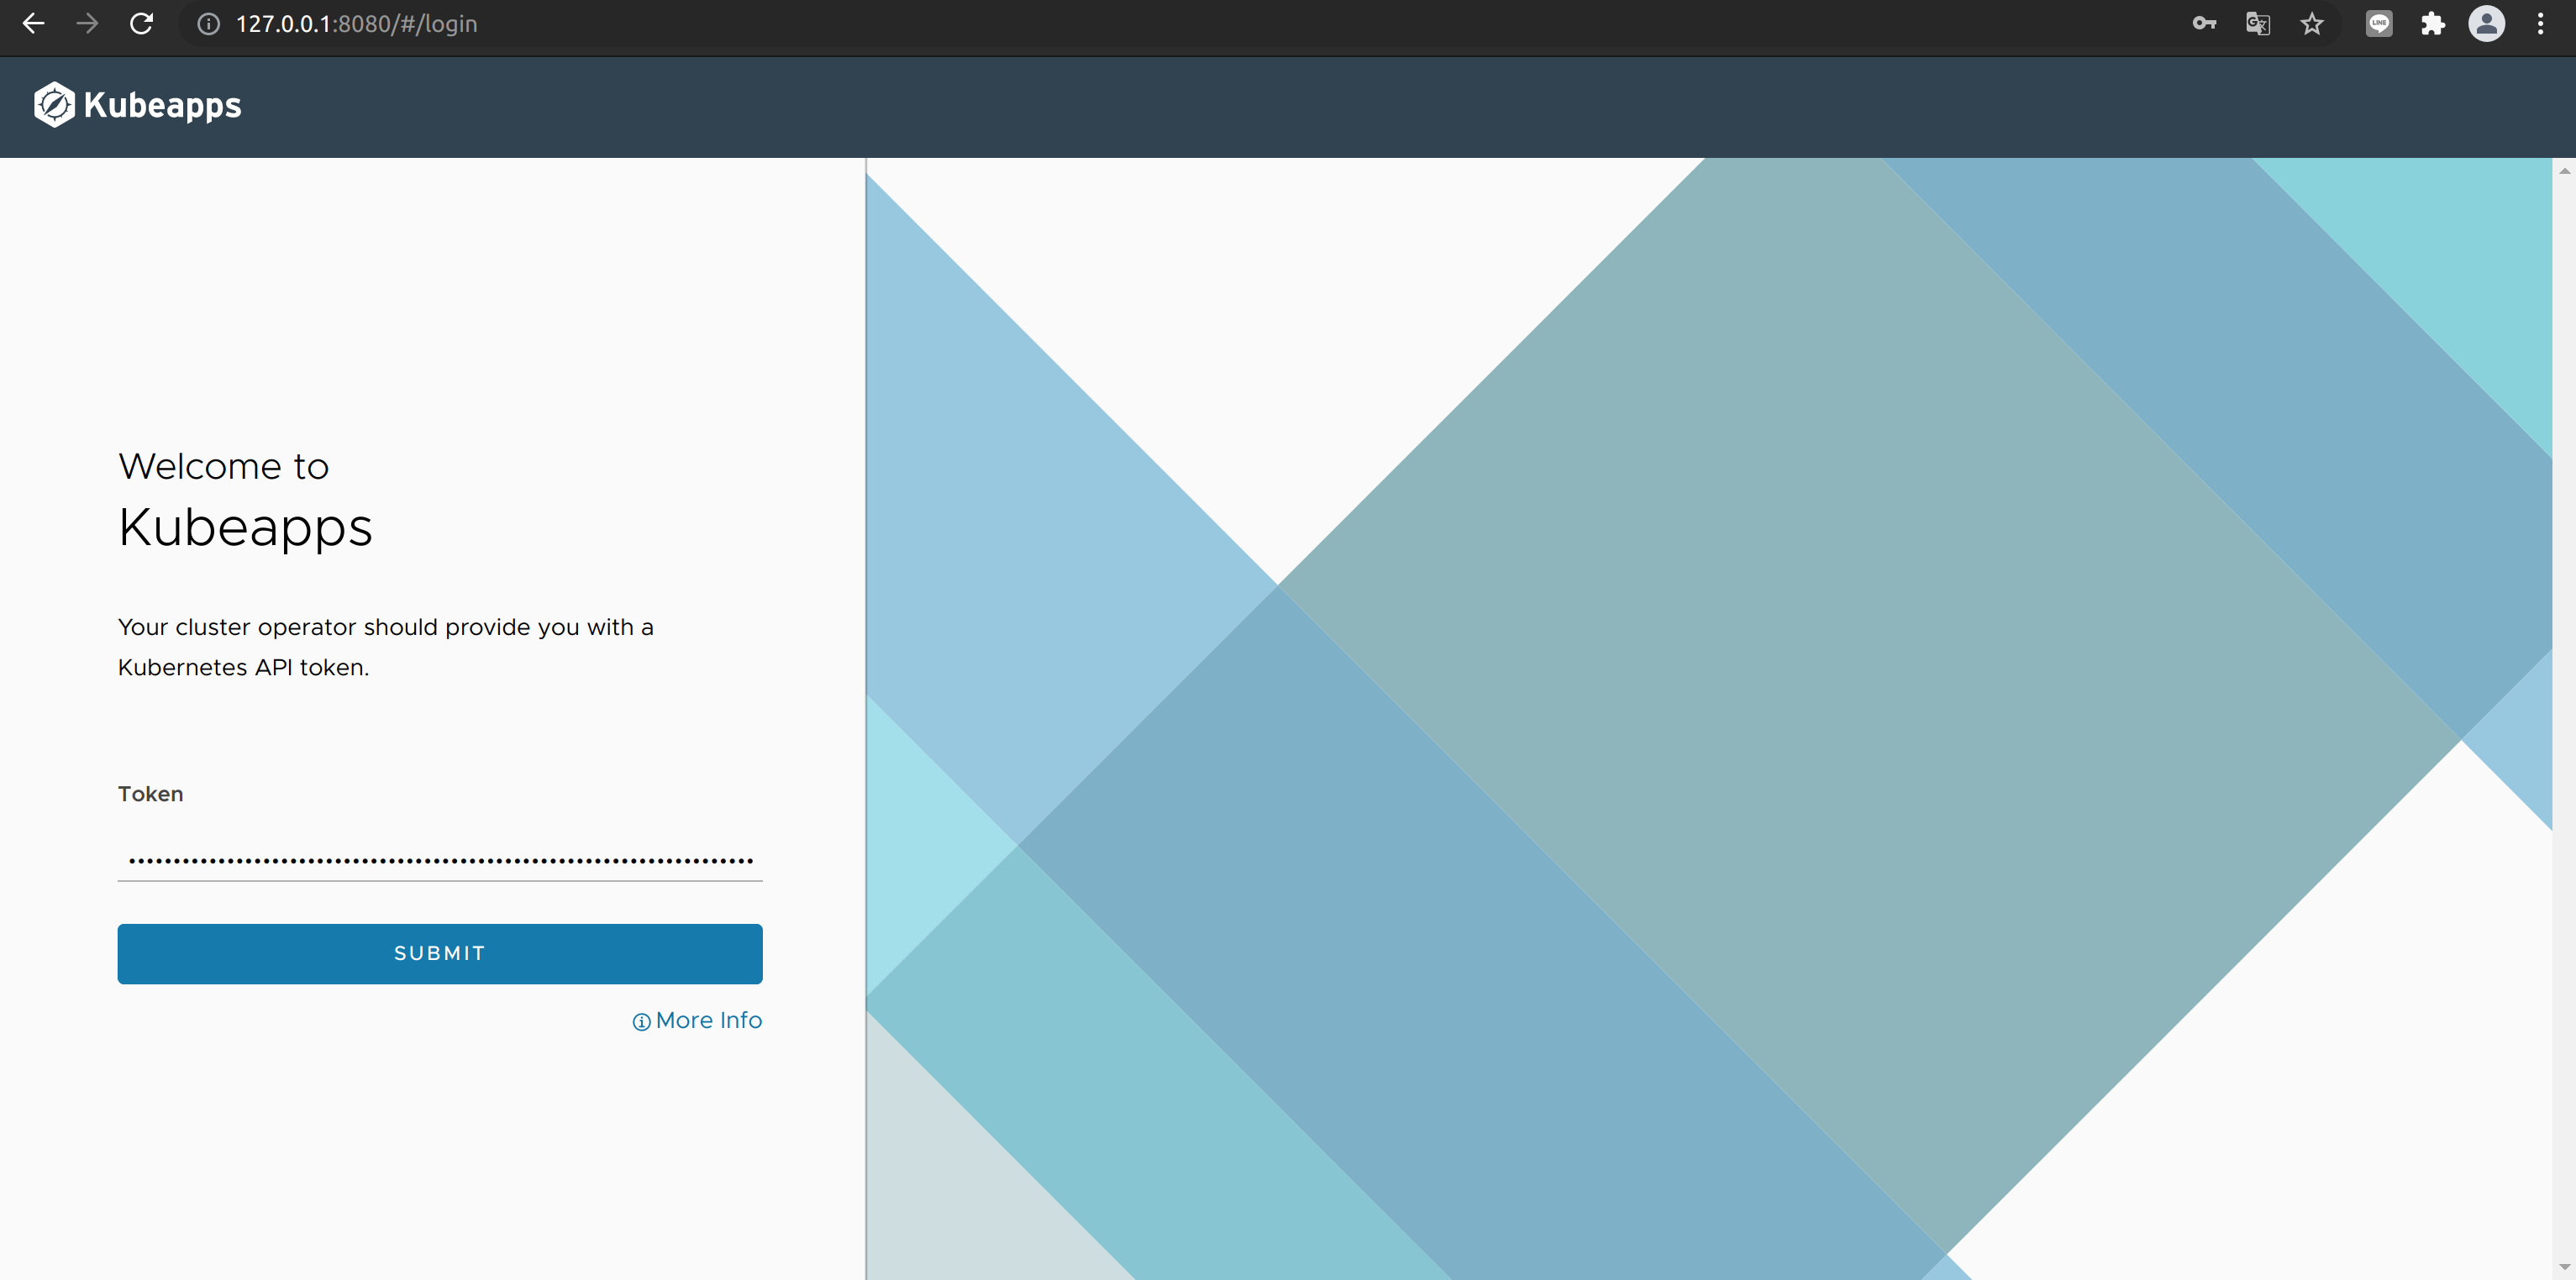 127.0.0.1:8080/#/login
Kubeapps
Welcome to
Kubeapps
Your cluster operator should provide you with a
Kubernetes API token.
Token
SUBMIT
More Info
LINE